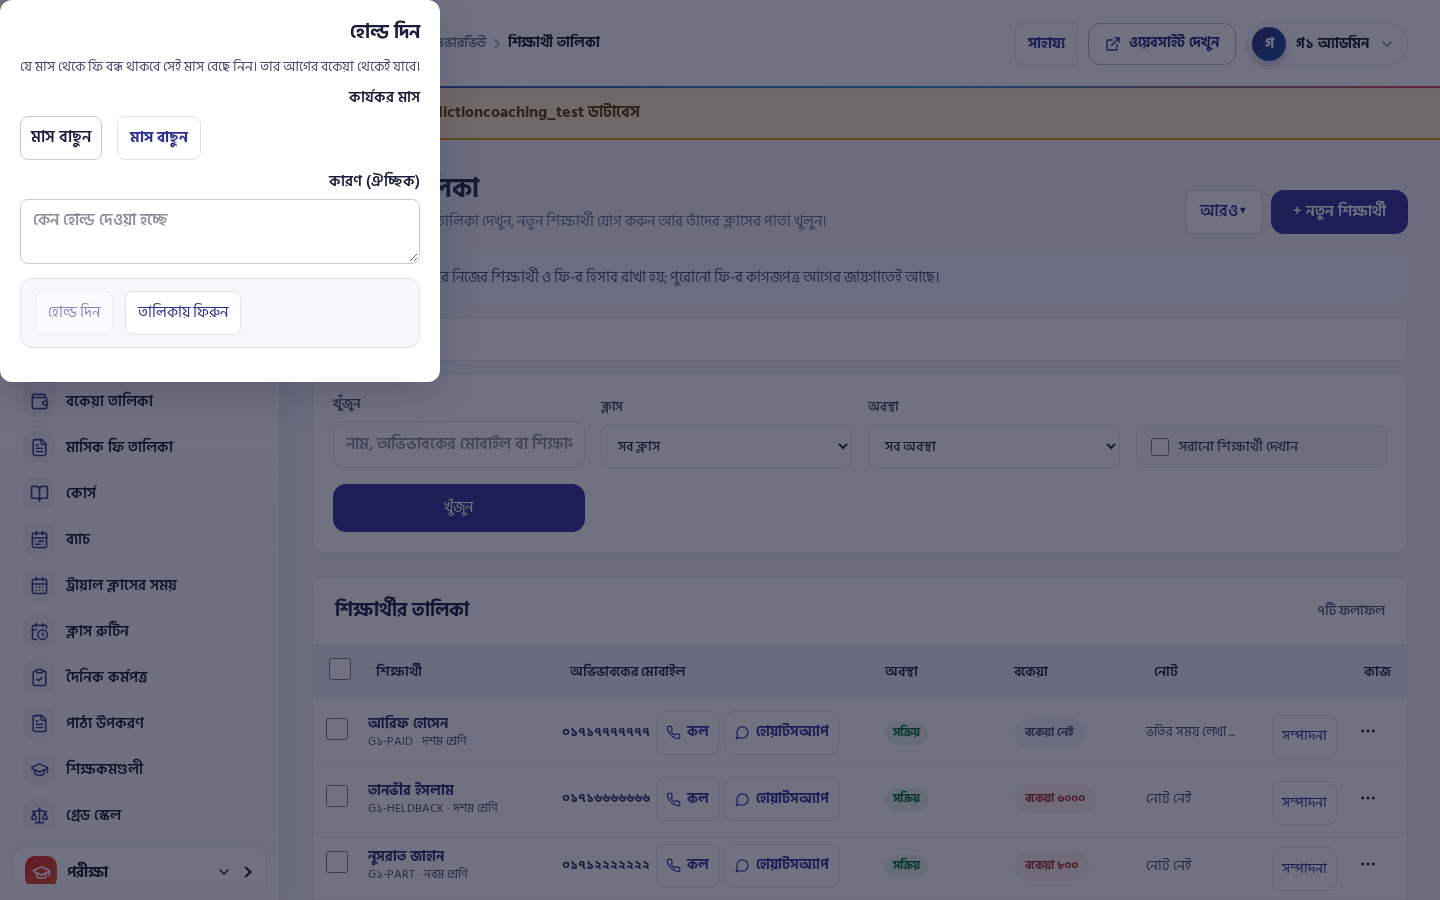 হোল্ড দিন
যে মাস থেকে ফি বন্ধ থাকবে সেই মাস বেছে নিন। তার আগের বকেয়া থেকেই যাবে।
কার্যকর মাস
মাস বাছুন মাস বাছুন
কারণ (ঐচ্ছিক)
কেন হোল্ড দেওয়া হচ্ছে
হোল্ড দিন তালিকায় ফিরুন
শিক্ষার্থী তালিকা
সাহায্য ওয়েবসাইট দেখুন গ গ১ অ্যাডমিন
ictioncoaching_test ডাটাবেস
তালিকা দেখুন, নতুন শিক্ষার্থী যোগ করুন আর তাঁদের ক্লাসের পাতা খুলুন।
আরও▾ + নতুন শিক্ষার্থী
র নিজের শিক্ষার্থী ও ফি-র হিসাব রাখা হয়; পুরোনো ফি-র কাগজপত্র আগের জায়গাতেই আছে।
বকেয়া তালিকা
মাসিক ফি তালিকা
কোর্স
ব্যাচ
ট্রায়াল ক্লাসের সময়
ক্লাস রুটিন
দৈনিক কর্মপত্র
পাঠ্য উপকরণ
শিক্ষকমণ্ডলী
গ্রেড স্কেল
পরীক্ষা
খুঁজুন ক্লাস অবস্থা
নাম, অভিভাবকের মোবাইল বা শিক্ষা সব ক্লাস সব অবস্থা সরানো শিক্ষার্থী দেখান
খুঁজুন
শিক্ষার্থীর তালিকা ৭টি ফলাফল
শিক্ষার্থী অভিভাবকের মোবাইল অবস্থা বকেয়া নোট কাজ
আরিফ হোসেন ০১৭১৭৭৭৭৭৭৭ কল হোয়াটসঅ্যাপ সক্রিয় বকেয়া নেই ভর্তির সময় লেখা ... সম্পাদনা ...
G১-PAID · দশম শ্রেণি
তানভীর ইসলাম ০১৭১৬৬৬৬৬৬৬ কল হোয়াটসঅ্যাপ সক্রিয় বকেয়া ৬০০০ নোট নেই সম্পাদনা ...
G১-HELDBACK · দশম শ্রেণি
নুসরাত জাহান ০১৭১২২২২২২২ কল হোয়াটসঅ্যাপ সক্রিয় বকেয়া ৮০০ নোট নেই সম্পাদনা ...
G১-PART · নবম শ্রেণি